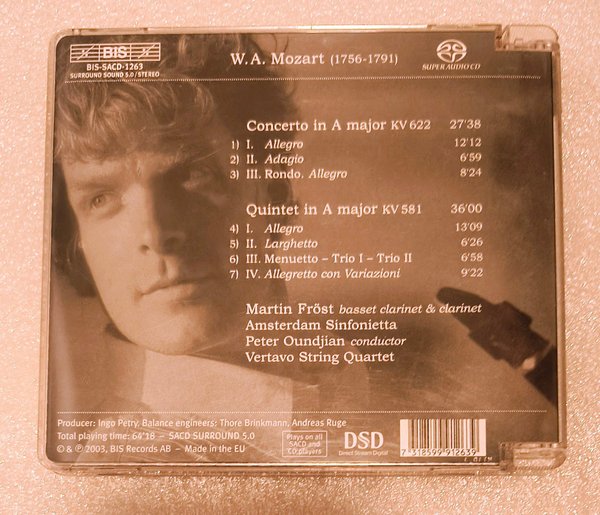 BIS
BIS-SACD-1263
SURROUND SOUND 5.0/STEREO
W.A. Mozart (1756-1791)
SUPER AUDIO CD
Concerto in A major KV 622 27'38
1) I. Allegro 12'12
2) II. Adagio 6'59
3) III. Rondo. Allegro 8'24
Quintet in A major KV 581 36'00
4) I. Allegro 13'09
5) II. Larghetto 6'26
6) III. Menuetto – Trio I – Trio II 6'58
7) IV. Allegretto con Variazioni 9'22
Martin Fröst basset clarinet & clarinet
Amsterdam Sinfonietta
Peter Oundjian conductor
Vertavo String Quartet
Producer: Ingo Petry. Balance engineers: Thore Brinkmann, Andreas Ruge
Total playing time: 64'18 – SACD SURROUND 5.0
© & ℗ 2003, BIS Records AB – Made in the EU
Plays on all
SACD and
CD players
DSD
Direct Stream Digital
7 318599 912639